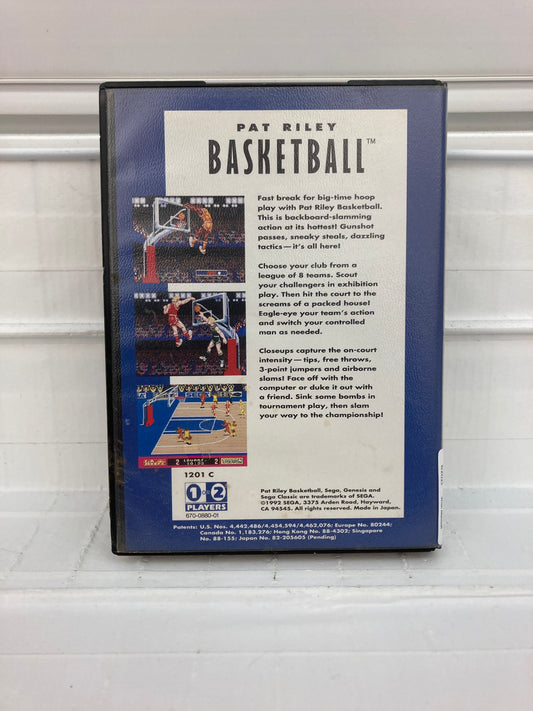 PAT RILEY
BASKETBALL™
Fast break for big-time hoop
play with Pat Riley Basketball.
This is backboard-slamming
action at its hottest! Gunshot
passes, sneaky steals, dazzling
tactics—it's all here!
Choose your club from a
league of 8 teams. Scout
your challengers in exhibition
play. Then hit the court to the
screams of a packed house!
Eagle-eye your team's action
and switch your controlled
man as needed.
Closeups capture the on-court
intensity—tips, free throws,
3-point jumpers and airborne
slams! Face off with the
computer or duke it out with
a friend. Sink some bombs in
tournament play, then slam
your way to the championship!
1201 C
1 or 2
PLAYERS
670-0880-01
Pat Riley Basketball, Sega, Genesis and
Sega Classic are trademarks of SEGA.
©1992 SEGA, 3375 Arden Road, Hayward,
CA 94545. All rights reserved. Made in Japan.
Patents: U.S. Nos. 4,442,486/4,454,594/4,462,076; Europe No. 80244;
Canada No. 1,183,276; Hong Kong No. 88-4302; Singapore
No. 88-155; Japan No. 82-205605 (Pending)